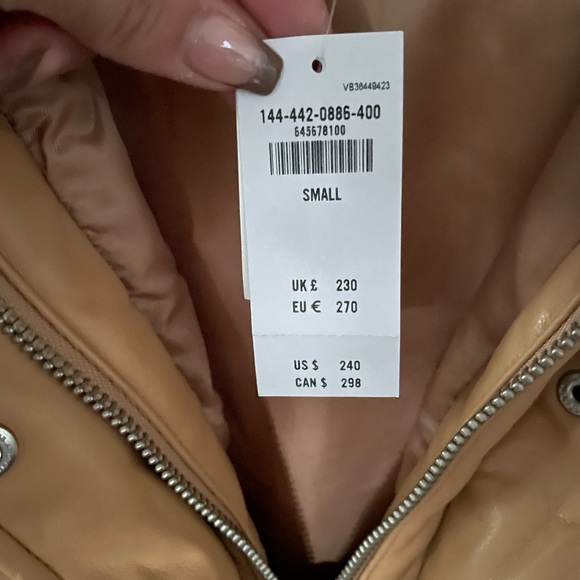 VB36449423
144-442-0886-400
645678100
SMALL
UK £ 230
EU € 270
US $ 240
CAN $ 298